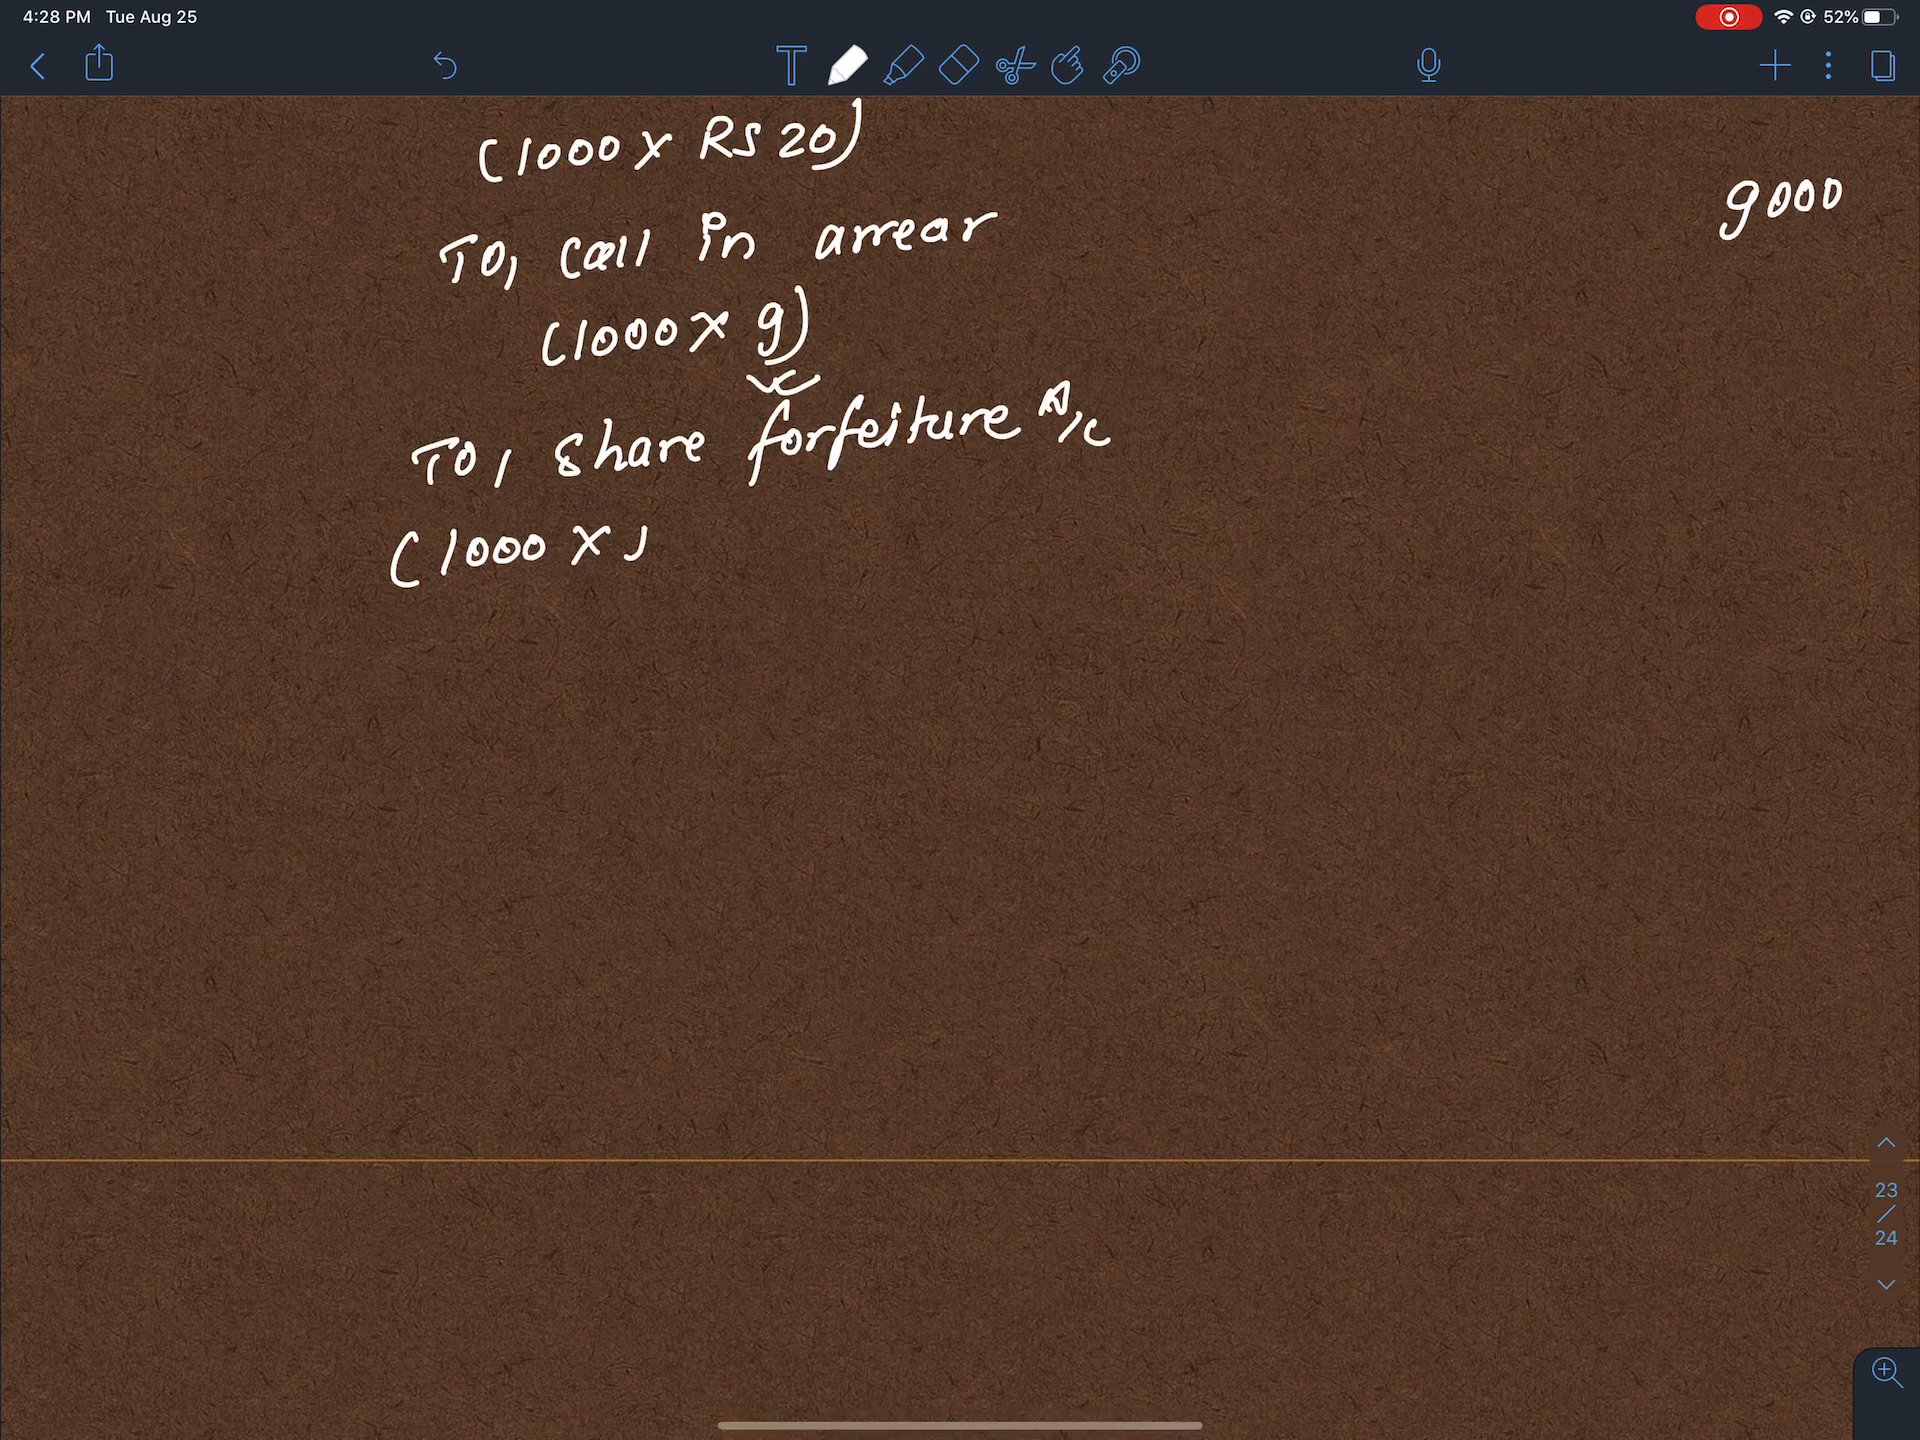 4:28 PM Tue Aug 25
52%
(1000 X RS 20)
9000
TO, Call in arrear
(1000 X 9)
TO, Share forfeiture A/c
(1000 X
23
/
24